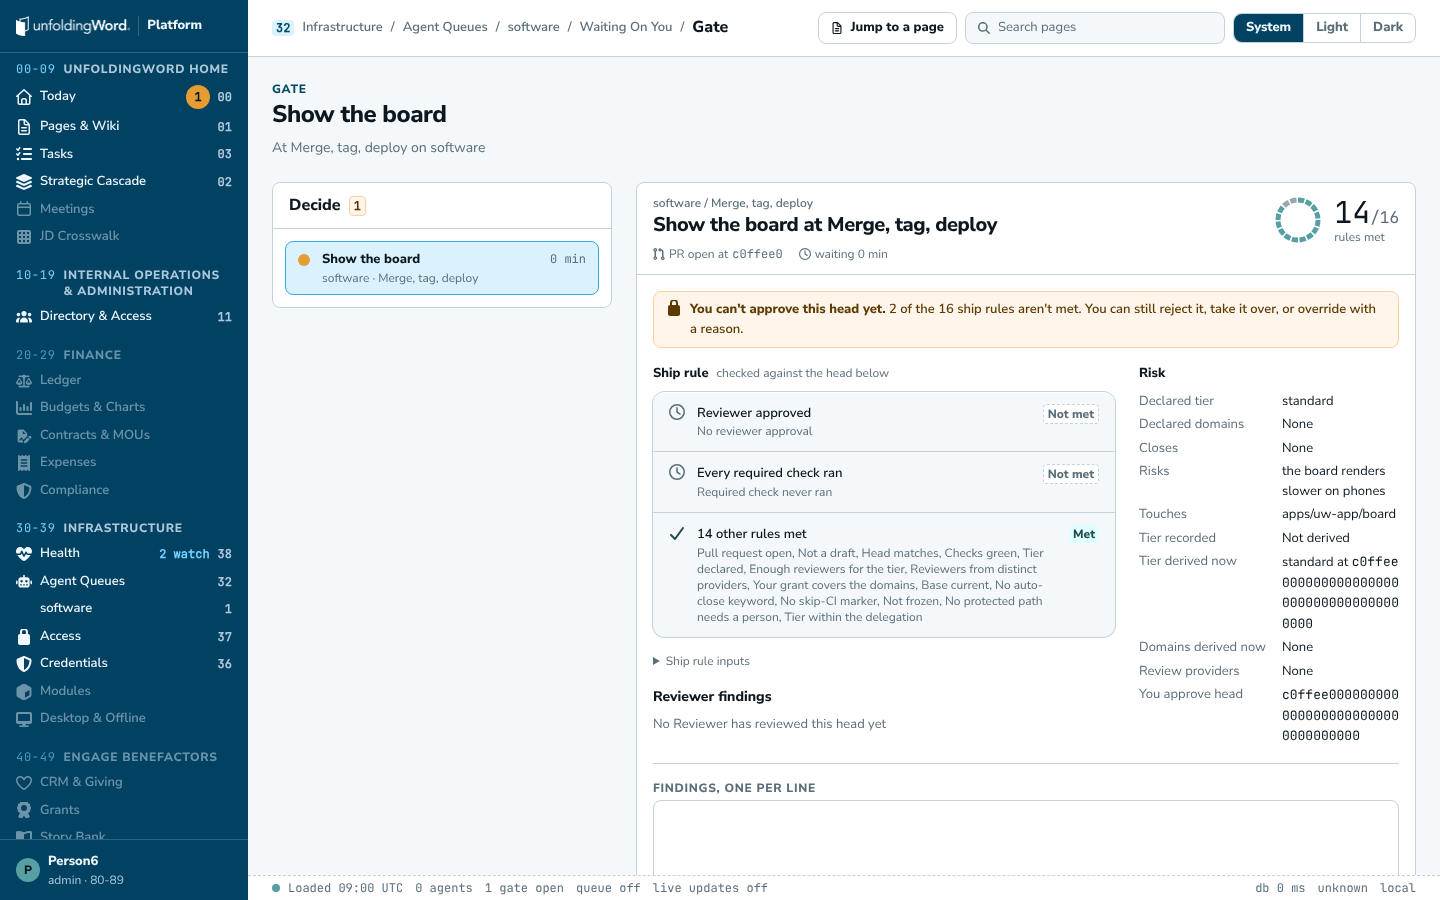 unfoldingWord. Platform
00-09 UNFOLDINGWORD HOME
Today 1 00
Pages & Wiki 01
Tasks 03
Strategic Cascade 02
Meetings
JD Crosswalk
10-19 INTERNAL OPERATIONS
& ADMINISTRATION
Directory & Access 11
20-29 FINANCE
Ledger
Budgets & Charts
Contracts & MOUs
Expenses
Compliance
30-39 INFRASTRUCTURE
Health 2 watch 38
Agent Queues 32
software 1
Access 37
Credentials 36
Modules
Desktop & Offline
40-49 ENGAGE BENEFACTORS
CRM & Giving
Grants
Story Bank
P Person6
admin · 80-89
32 Infrastructure / Agent Queues / software / Waiting On You / Gate
Jump to a page
Search pages
System Light Dark
GATE
Show the board
At Merge, tag, deploy on software
Decide 1
Show the board 0 min
software · Merge, tag, deploy
software / Merge, tag, deploy
Show the board at Merge, tag, deploy
PR open at c0ffee0 waiting 0 min
14/16
rules met
You can't approve this head yet. 2 of the 16 ship rules aren't met. You can still reject it, take it over, or override with
a reason.
Ship rule checked against the head below
Reviewer approved Not met
No reviewer approval
Every required check ran Not met
Required check never ran
14 other rules met Met
Pull request open, Not a draft, Head matches, Checks green, Tier
declared, Enough reviewers for the tier, Reviewers from distinct
providers, Your grant covers the domains, Base current, No auto-
close keyword, No skip-CI marker, Not frozen, No protected path
needs a person, Tier within the delegation
Ship rule inputs
Reviewer findings
No Reviewer has reviewed this head yet
Risk
Declared tier standard
Declared domains None
Closes None
Risks the board renders
slower on phones
Touches apps/uw-app/board
Tier recorded Not derived
Tier derived now standard at c0ffee
000000000000000
000000000000000
0000
Domains derived now None
Review providers None
You approve head c0ffee000000000
000000000000000
0000000000
FINDINGS, ONE PER LINE
Loaded 09:00 UTC 0 agents 1 gate open queue off live updates off
db 0 ms unknown local